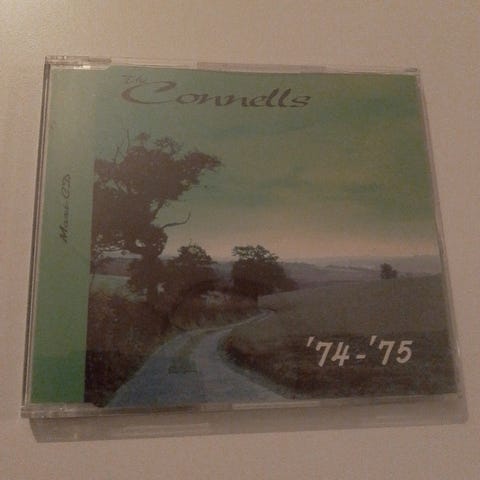 The
Connells
Maxi CD
'74-'75